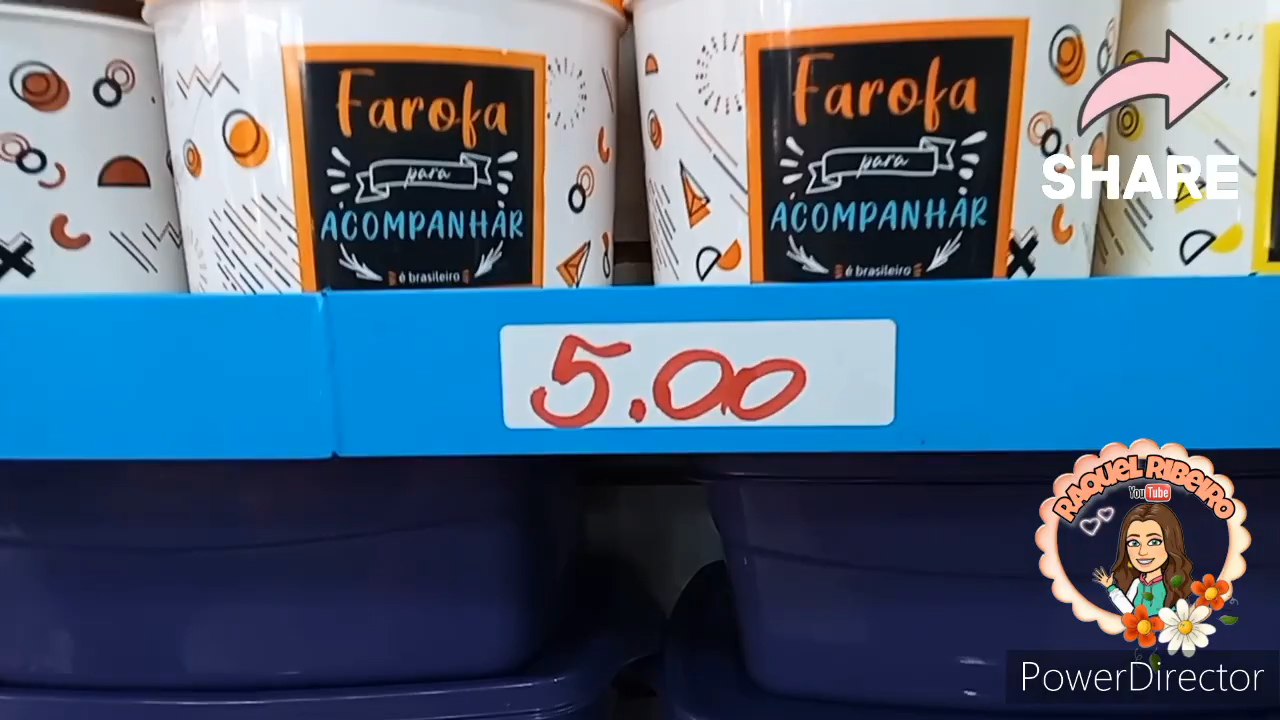 Farofa
para
ACOMPANHAR
é brasileiro
Farofa
para
ACOMPANHAR
é brasileiro
SHARE
5.00
RAQUEL RIBEIRO
YouTube
PowerDirector